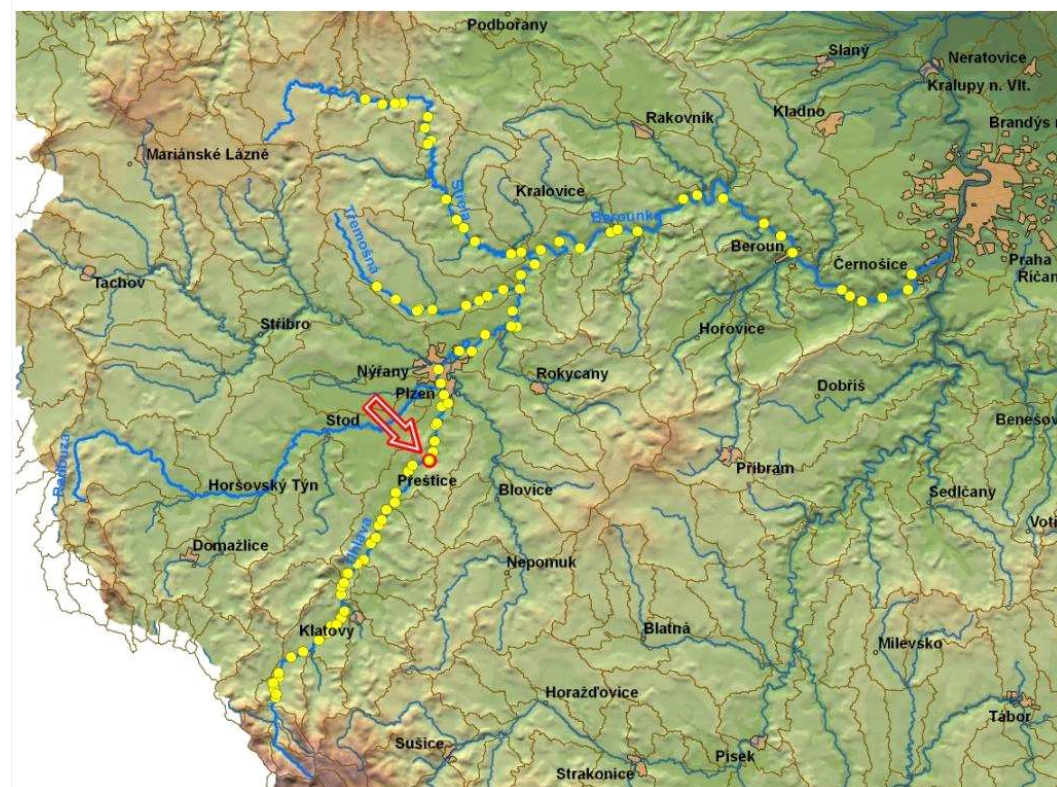 Podbořany
Slaný
Neratovice
Kralupy n. Vlt.
Kladno
Rakovník
Brandýs n
Mariánské Lázně
Kralovice
Střela
Berounka
Třemošná
Beroun
Černošice
Praha
Říčan
Tachov
Stříbro
Hořovice
Nýřany
Rokycany
Plzeň
Dobříš
Stod
Benešov
Radbuza
Přeštice
Příbram
Horšovský Týn
Blovice
Sedlčany
Voti
Úhlava
Domažlice
Nepomuk
Klatovy
Blatná
Milevsko
Horažďovice
Tábor
Sušice
Písek
Strakonice